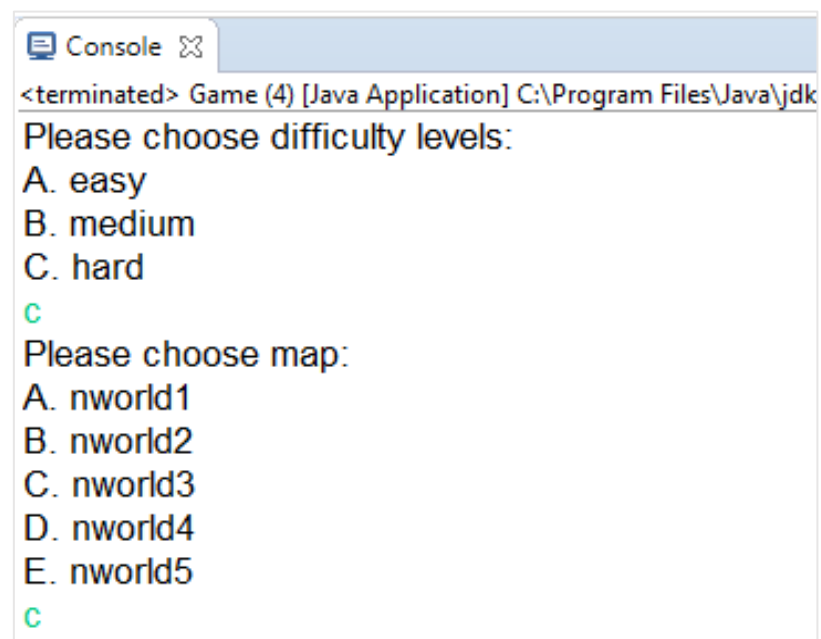 Console
<terminated> Game (4) [Java Application] C:\Program Files\Java\jdk
Please choose difficulty levels:
A. easy
B. medium
C. hard
c
Please choose map:
A. nworld1
B. nworld2
C. nworld3
D. nworld4
E. nworld5
c